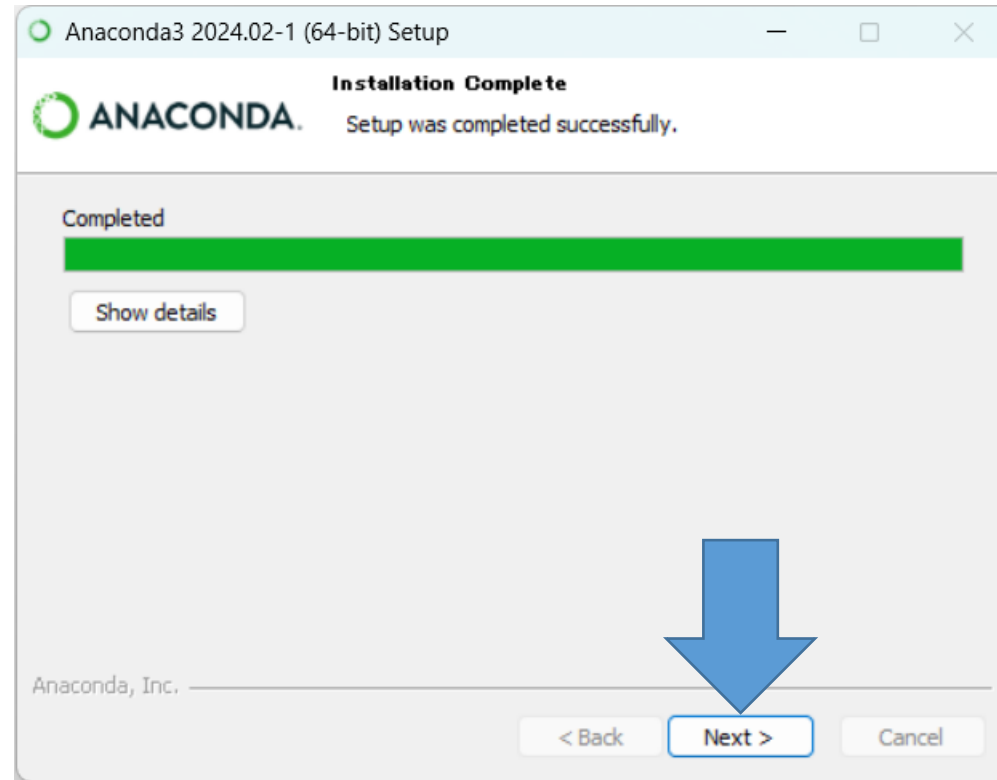 Anaconda3 2024.02-1 (64-bit) Setup
ANACONDA.
Installation Complete
Setup was completed successfully.
Completed
Show details
Anaconda, Inc.
< Back
Next >
Cancel